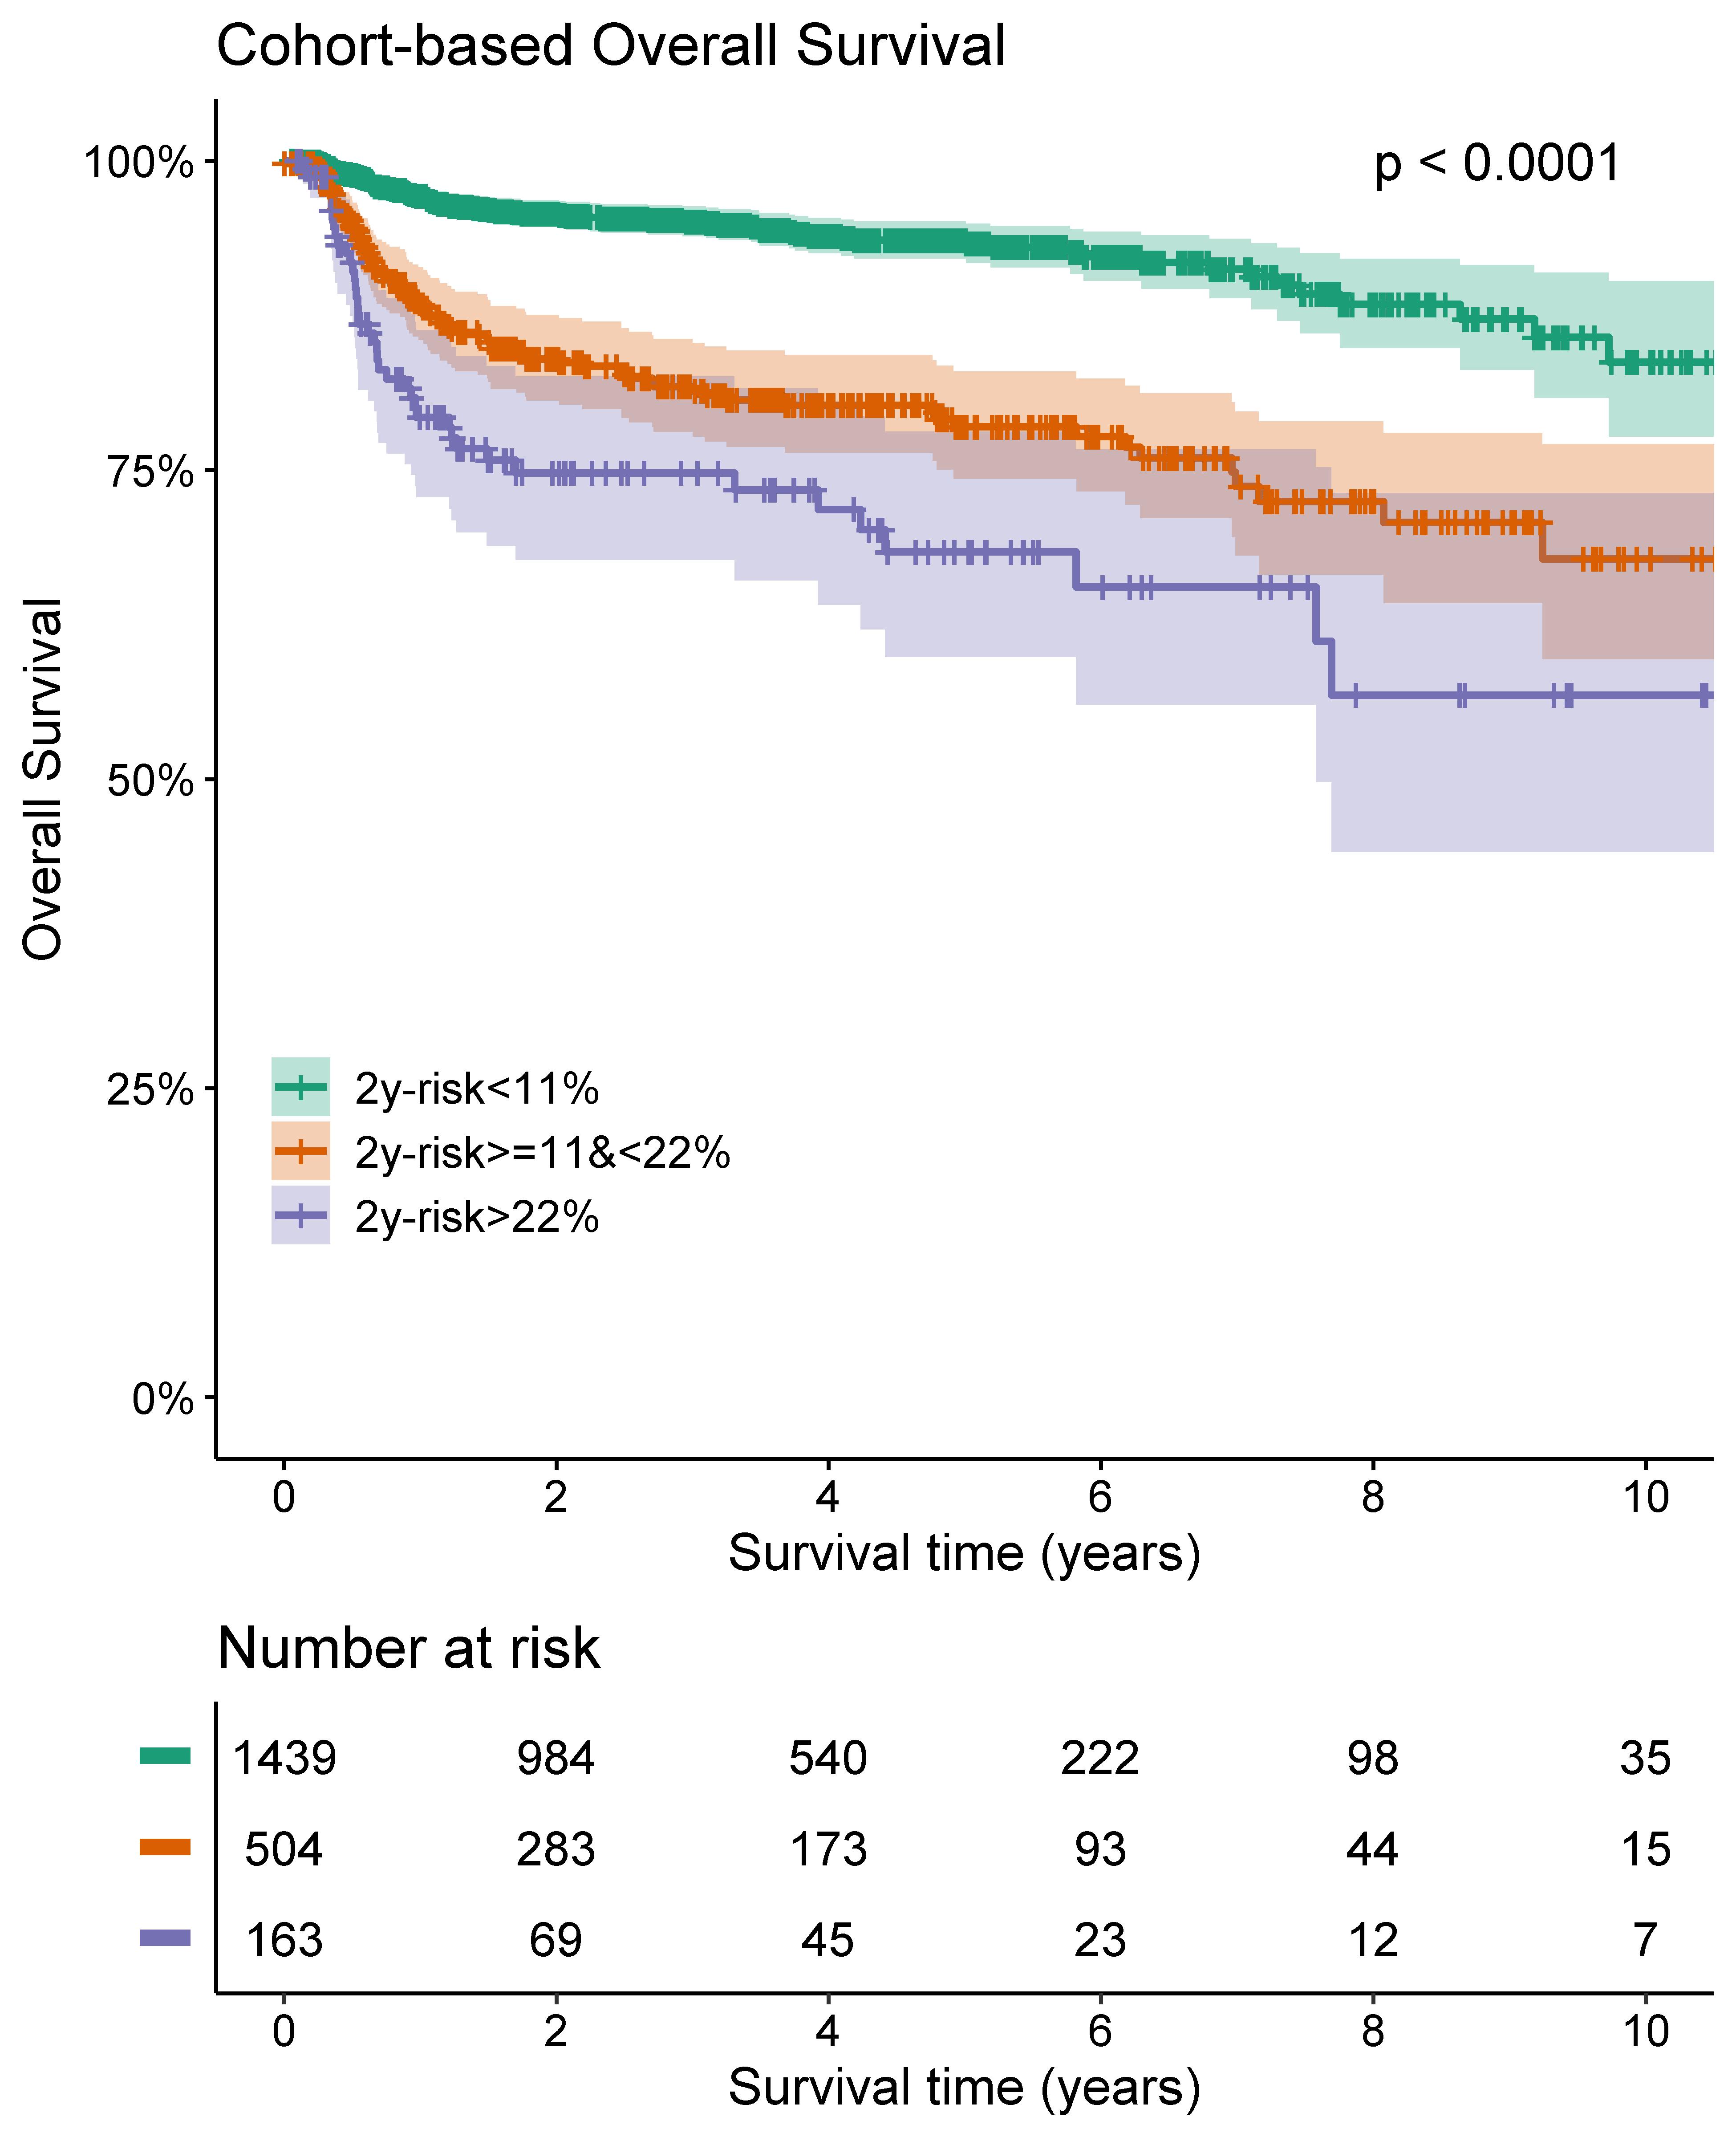 Cohort-based Overall Survival
p < 0.0001
100%
75%
50%
25%
0%
Overall Survival
2y-risk<11%
2y-risk>=11&<22%
2y-risk>22%
0 2 4 6 8 10
Survival time (years)
Number at risk
1439 984 540 222 98 35
504 283 173 93 44 15
163 69 45 23 12 7
0 2 4 6 8 10
Survival time (years)